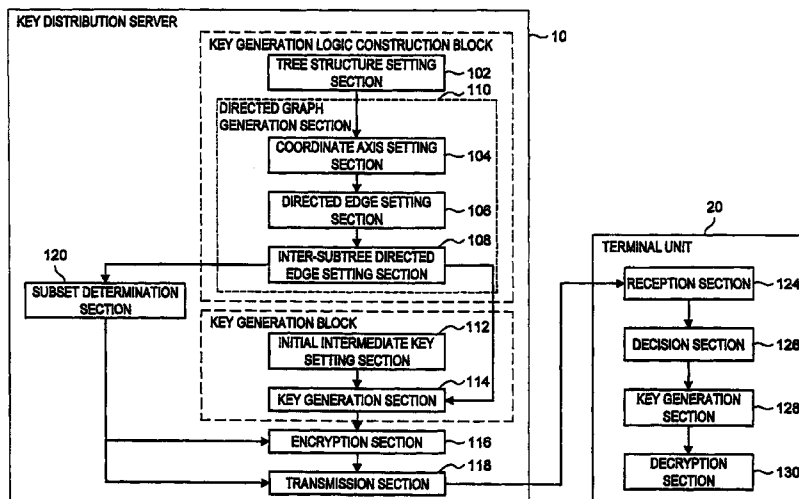 KEY DISTRIBUTION SERVER
10
KEY GENERATION LOGIC CONSTRUCTION BLOCK
TREE STRUCTURE SETTING
SECTION
102
110
DIRECTED GRAPH
GENERATION SECTION
COORDINATE AXIS SETTING
SECTION
104
DIRECTED EDGE SETTING
SECTION
106
108
INTER-SUBTREE DIRECTED
EDGE SETTING SECTION
120
SUBSET DETERMINATION
SECTION
KEY GENERATION BLOCK
112
INITIAL INTERMEDIATE KEY
SETTING SECTION
114
KEY GENERATION SECTION
ENCRYPTION SECTION
116
118
TRANSMISSION SECTION
20
TERMINAL UNIT
RECEPTION SECTION
124
DECISION SECTION
126
KEY GENERATION
SECTION
128
DECRYPTION
SECTION
130